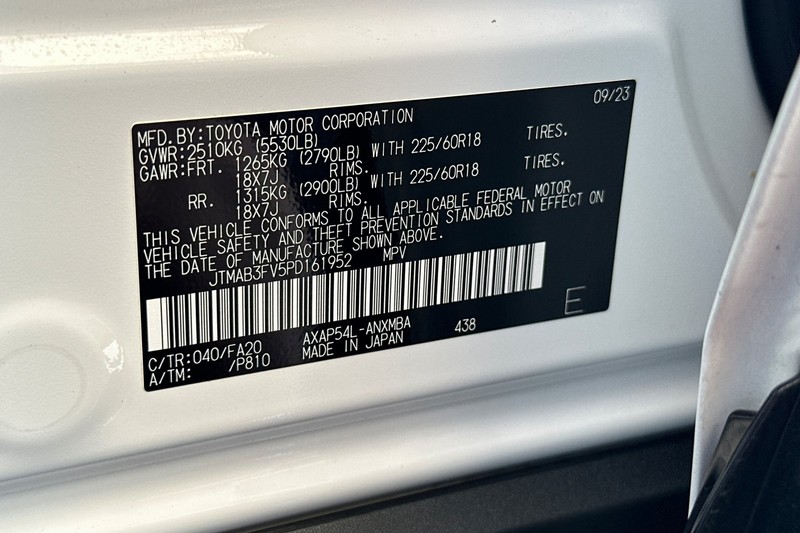 09/23
MFD.BY:TOYOTA MOTOR CORPORATION
GVWR:2510KG (5530LB)
GAWR:FRT. 1265KG (2790LB) WITH 225/60R18 TIRES,
18X7J RIMS.
RR. 1315KG (2900LB) WITH 225/60R18 TIRES,
18X7J RIMS.
THIS VEHICLE CONFORMS TO ALL APPLICABLE FEDERAL MOTOR
VEHICLE SAFETY AND THEFT PREVENTION STANDARDS IN EFFECT ON
THE DATE OF MANUFACTURE SHOWN ABOVE.
JTMAB3FV5PD161952 MPV
C/TR:040/FA20 AXAP54L-ANXMBA 438
A/TM: /P810 MADE IN JAPAN
E